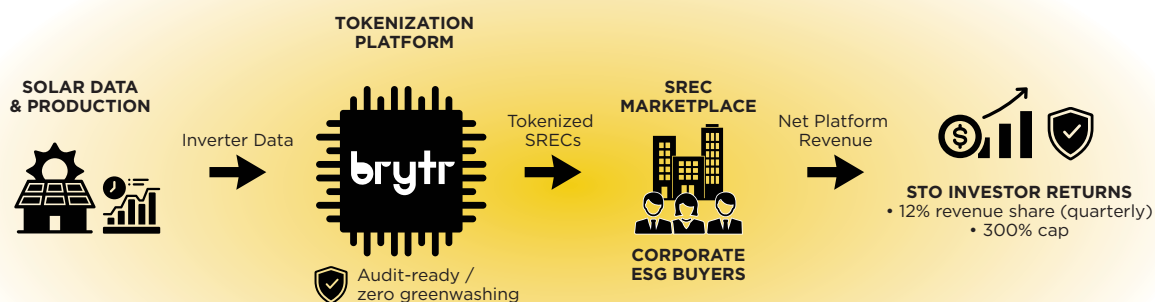 SOLAR DATA
& PRODUCTION
Inverter Data
TOKENIZATION
PLATFORM
brytr
Audit-ready /
zero greenwashing
Tokenized
SRECs
SREC
MARKETPLACE
CORPORATE
ESG BUYERS
Net Platform
Revenue
$
STO INVESTOR RETURNS
• 12% revenue share (quarterly)
• 300% cap